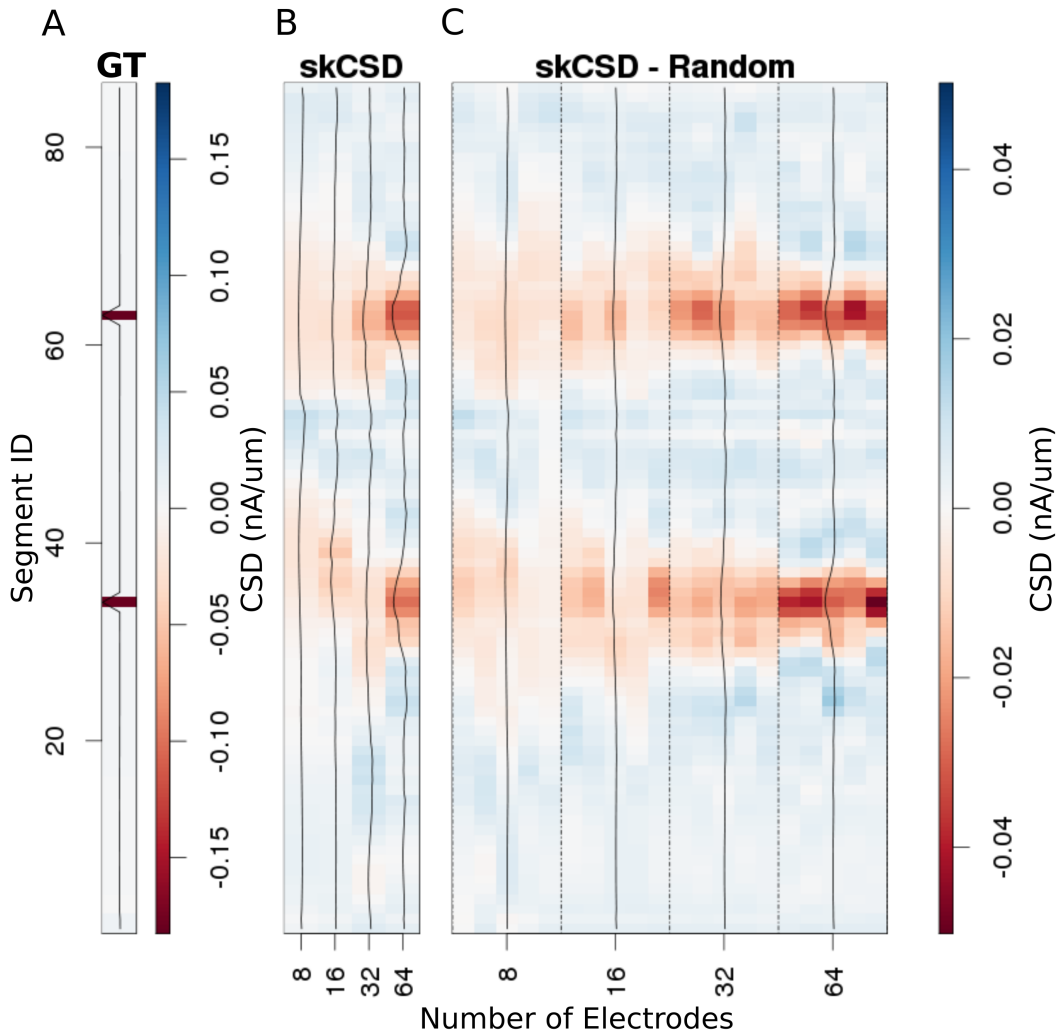 A
B
C
GT
skCSD
skCSD - Random
Segment ID
80
60
40
20
0.15
0.10
0.05
0.00
-0.05
-0.10
-0.15
CSD (nA/um)
8
16
32
64
8
16
32
64
Number of Electrodes
0.04
0.02
0.00
-0.02
-0.04
CSD (nA/um)